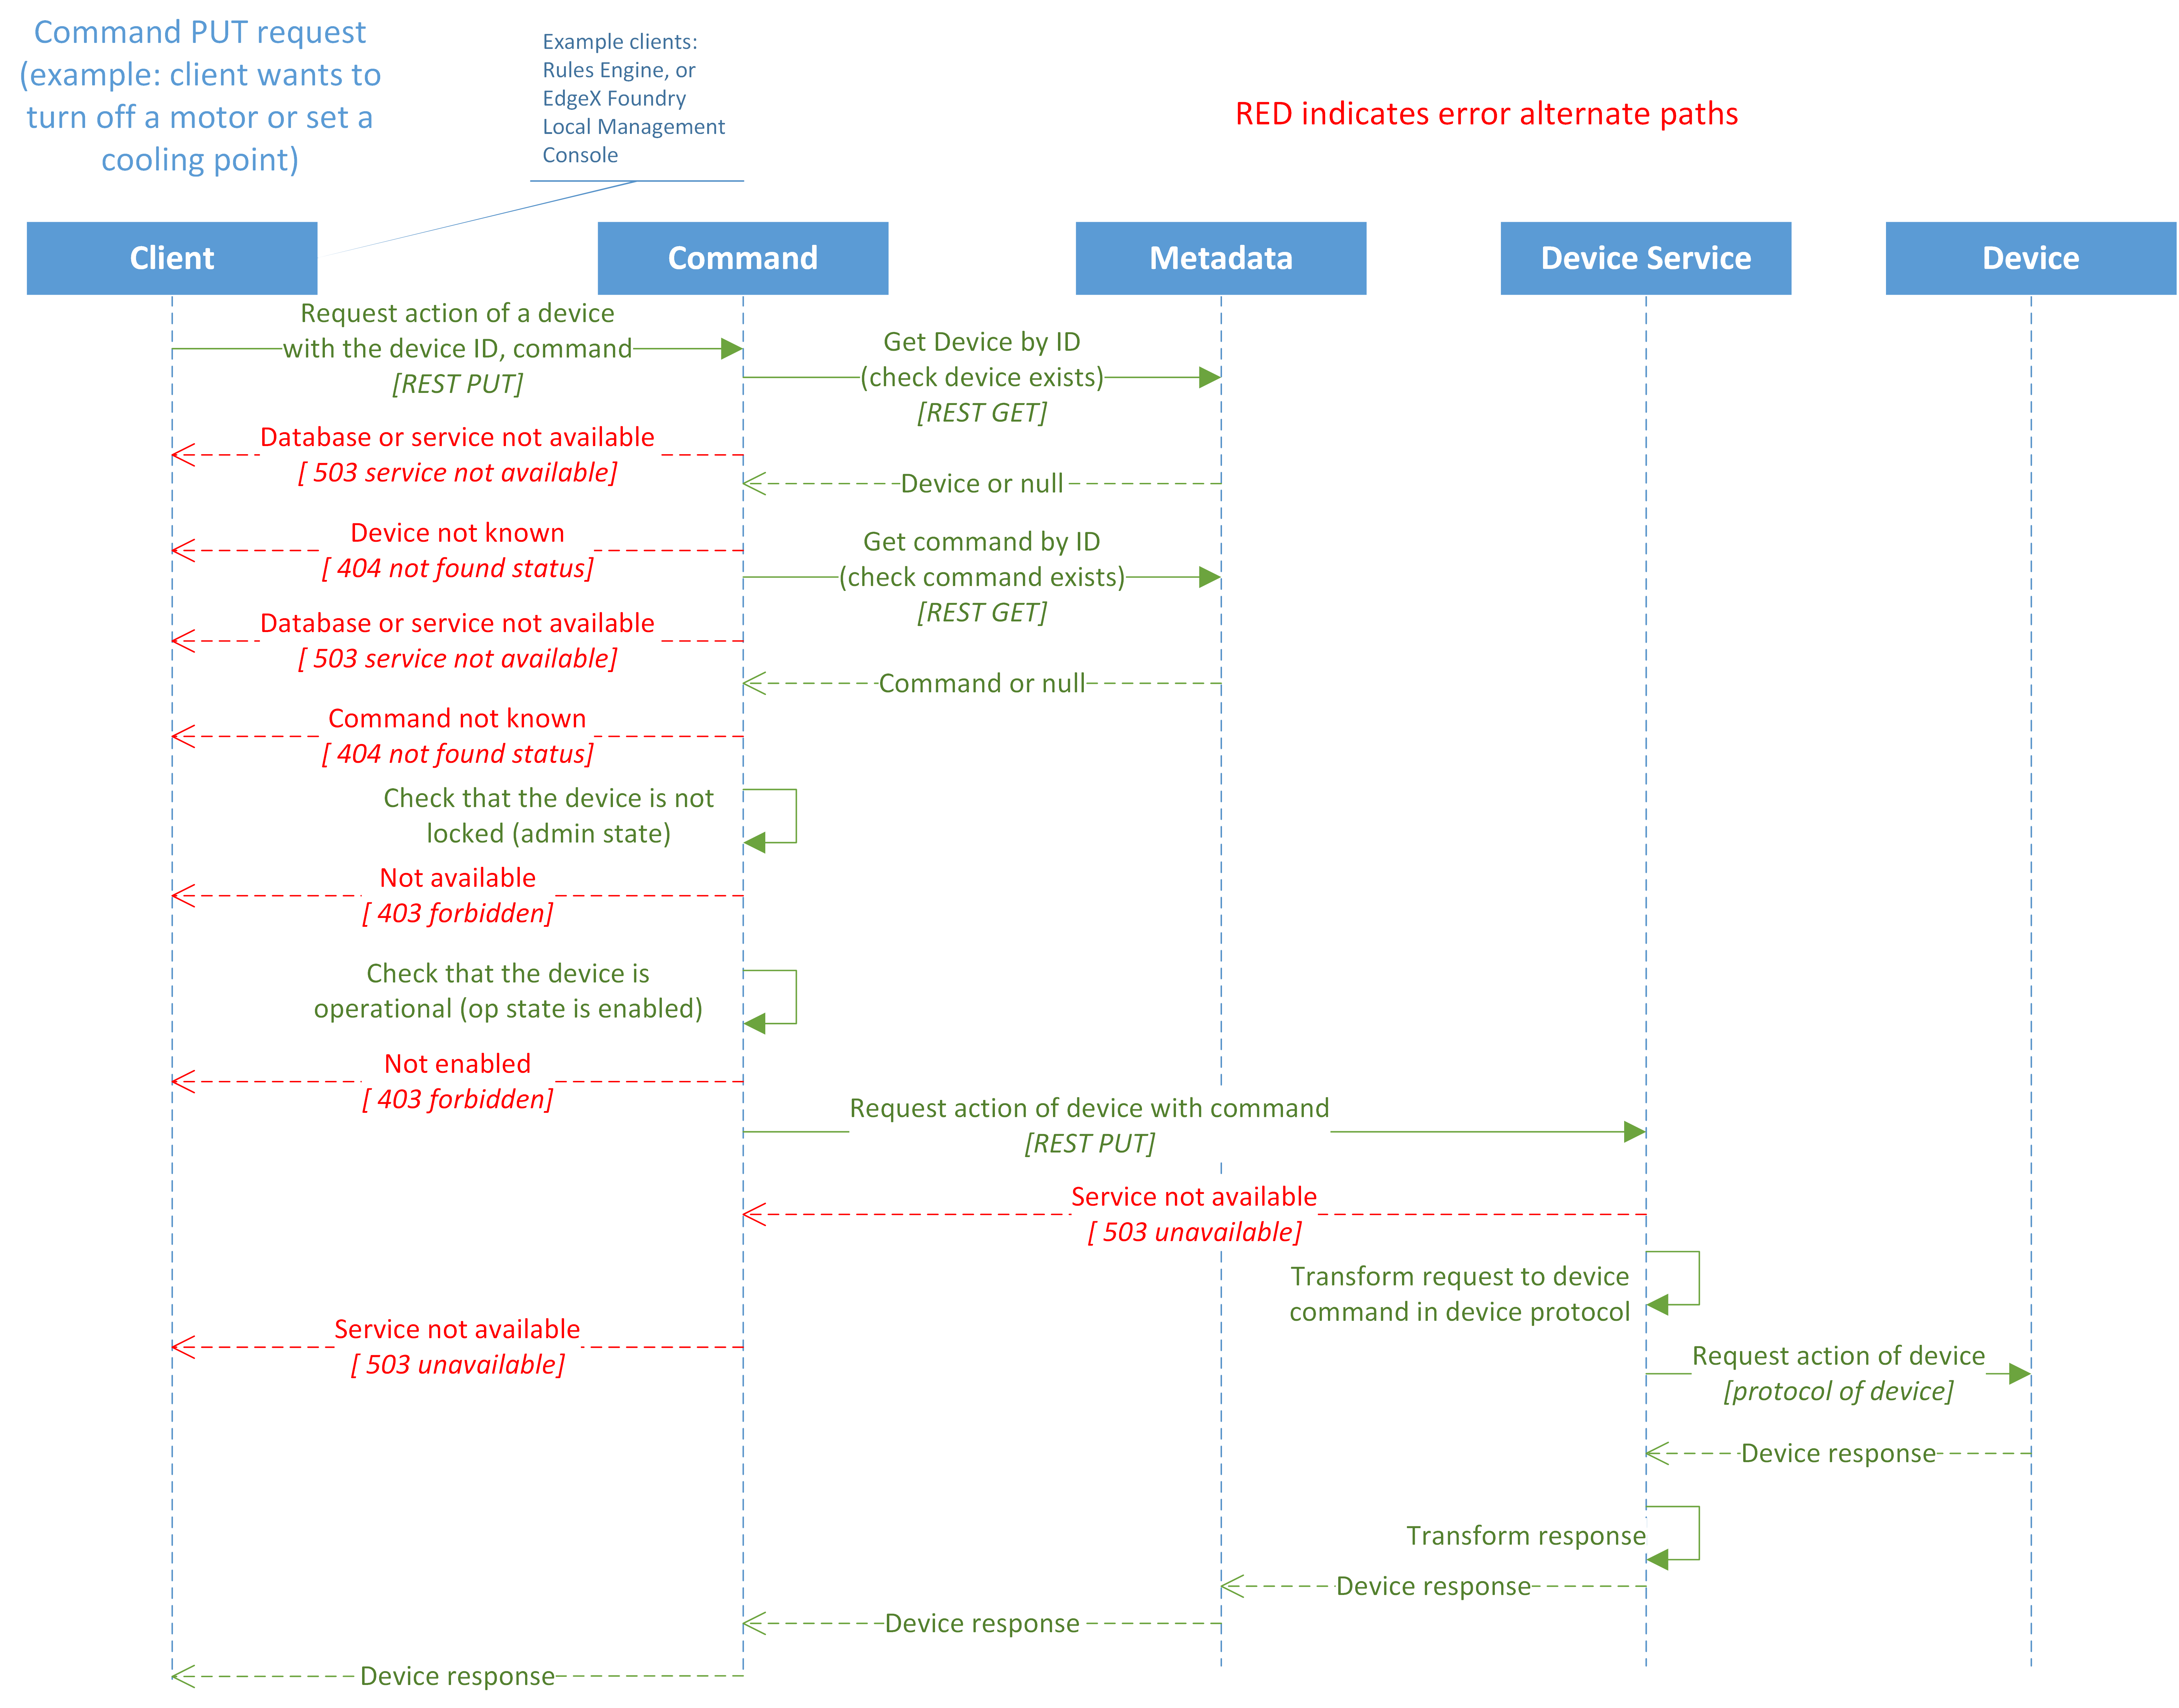 Command PUT request
(example: client wants to
turn off a motor or set a
cooling point)
Example clients:
Rules Engine, or
EdgeX Foundry
Local Management
Console
RED indicates error alternate paths
Client
Command
Metadata
Device Service
Device
Request action of a device
with the device ID, command
[REST PUT]
Get Device by ID
(check device exists)
[REST GET]
Database or service not available
[ 503 service not available]
Device or null
Device not known
[ 404 not found status]
Get command by ID
(check command exists)
[REST GET]
Database or service not available
[ 503 service not available]
Command or null
Command not known
[ 404 not found status]
Check that the device is not
locked (admin state)
Not available
[ 403 forbidden]
Check that the device is
operational (op state is enabled)
Not enabled
[ 403 forbidden]
Request action of device with command
[REST PUT]
Service not available
[ 503 unavailable]
Transform request to device
command in device protocol
Service not available
[ 503 unavailable]
Request action of device
[protocol of device]
Device response
Transform response
Device response
Device response
Device response